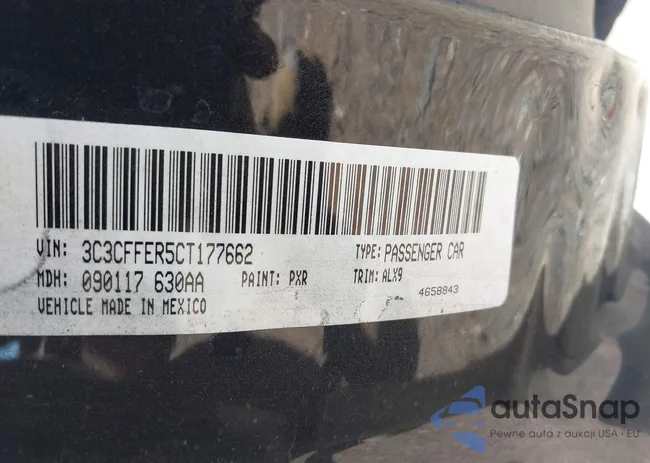 VIN: 3C3CFFER5CT177662 TYPE: PASSENGER CAR
MDH: 090117 630AA PAINT: PXR TRIM: ALX9
VEHICLE MADE IN MEXICO 4658843
autaSnap
Pewne auta z aukcji USA · EU